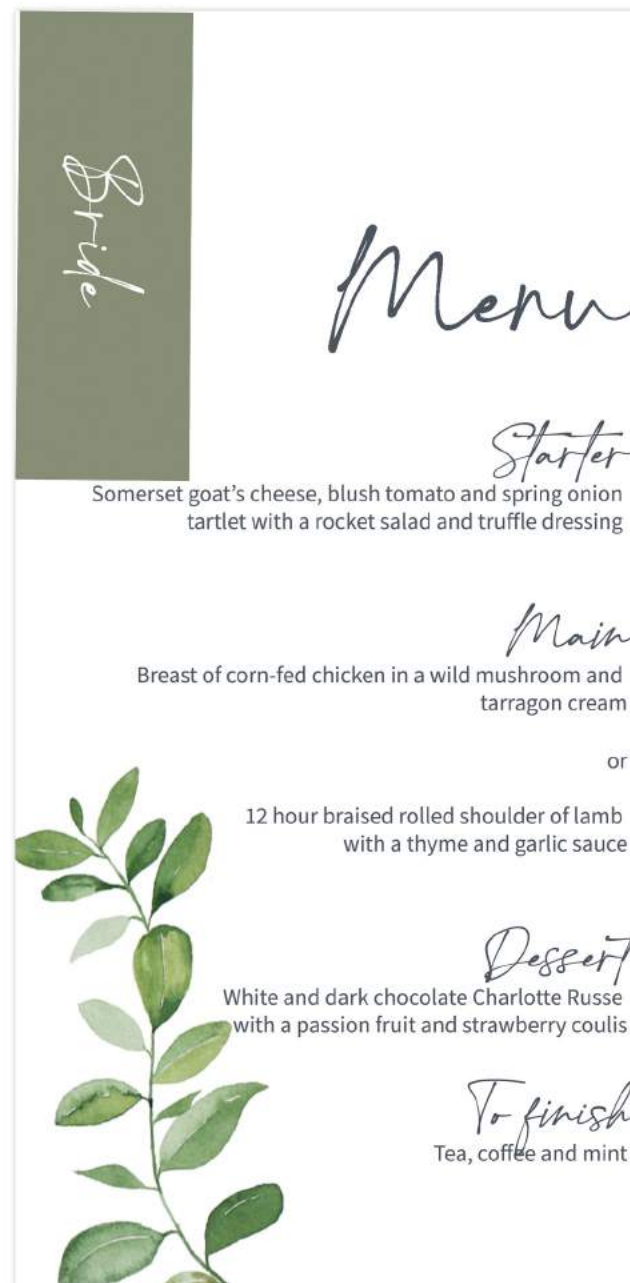 Bride
Menu
Starter
Somerset goat's cheese, blush tomato and spring onion
tartlet with a rocket salad and truffle dressing
Main
Breast of corn-fed chicken in a wild mushroom and
tarragon cream
or
12 hour braised rolled shoulder of lamb
with a thyme and garlic sauce
Dessert
White and dark chocolate Charlotte Russe
with a passion fruit and strawberry coulis
To finish
Tea, coffee and mint